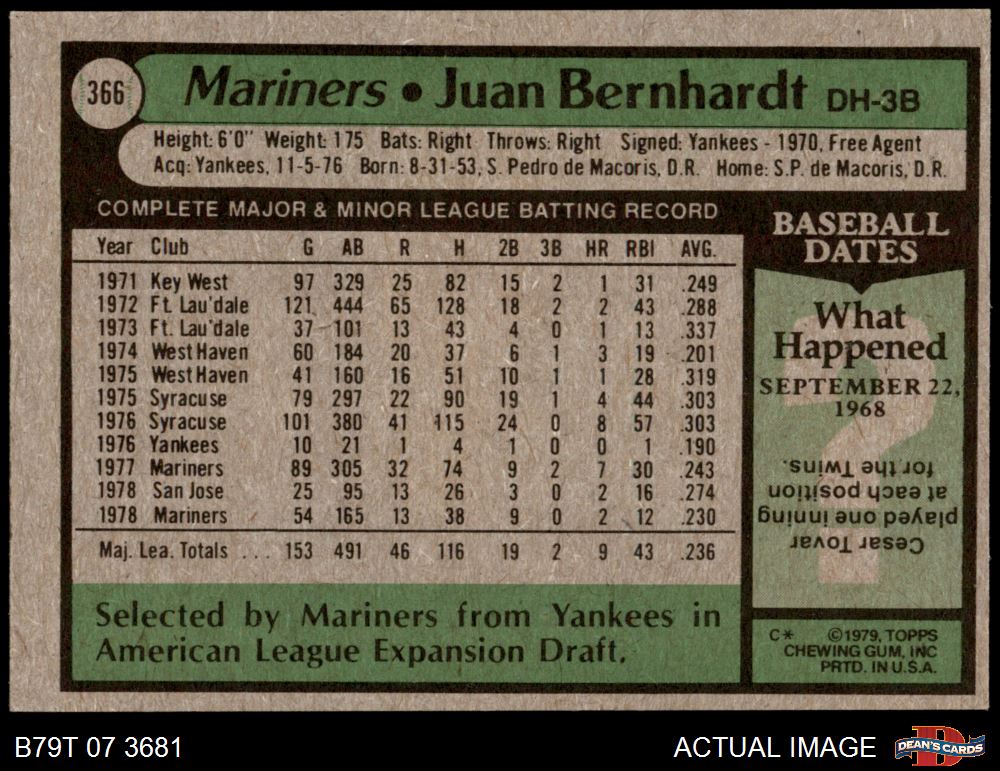 366
Mariners • Juan Bernhardt DH-3B
Height: 6'0" Weight: 175 Bats: Right Throws: Right Signed: Yankees - 1970, Free Agent
Acq: Yankees, 11-5-76 Born: 8-31-53, S. Pedro de Macoris, D.R. Home: S.P. de Macoris, D.R.
COMPLETE MAJOR & MINOR LEAGUE BATTING RECORD
Year Club G AB R H 2B 3B HR RBI AVG.
1971 Key West 97 329 25 82 15 2 1 31 .249
1972 Ft. Lau'dale 121 444 65 128 18 2 2 43 .288
1973 Ft. Lau'dale 37 101 13 43 4 0 1 13 .337
1974 West Haven 60 184 20 37 6 1 3 19 .201
1975 West Haven 41 160 16 51 10 1 1 28 .319
1975 Syracuse 79 297 22 90 19 1 4 44 .303
1976 Syracuse 101 380 41 115 24 0 8 57 .303
1976 Yankees 10 21 1 4 1 0 0 1 .190
1977 Mariners 89 305 32 74 9 2 7 30 .243
1978 San Jose 25 95 13 26 3 0 2 16 .274
1978 Mariners 54 165 13 38 9 0 2 12 .230
Maj. Lea. Totals ... 153 491 46 116 19 2 9 43 .236
Selected by Mariners from Yankees in
American League Expansion Draft.
BASEBALL
DATES
What
Happened
SEPTEMBER 22,
1968
?
Cesar Tovar
played one inning
at each position
for the Twins.
C* ©1979, TOPPS
CHEWING GUM, INC
PRTD. IN U.S.A.
B79T 07 3681
ACTUAL IMAGE
D
DEAN'S CARDS